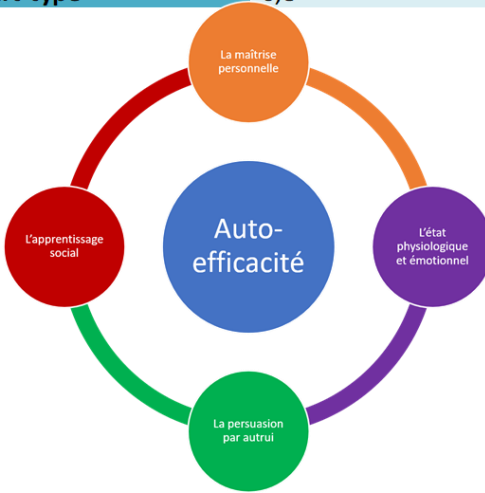 La maîtrise
personnelle
L'apprentissage
social
Auto-
efficacité
L'état
physiologique
et émotionnel
La persuasion
par autrui